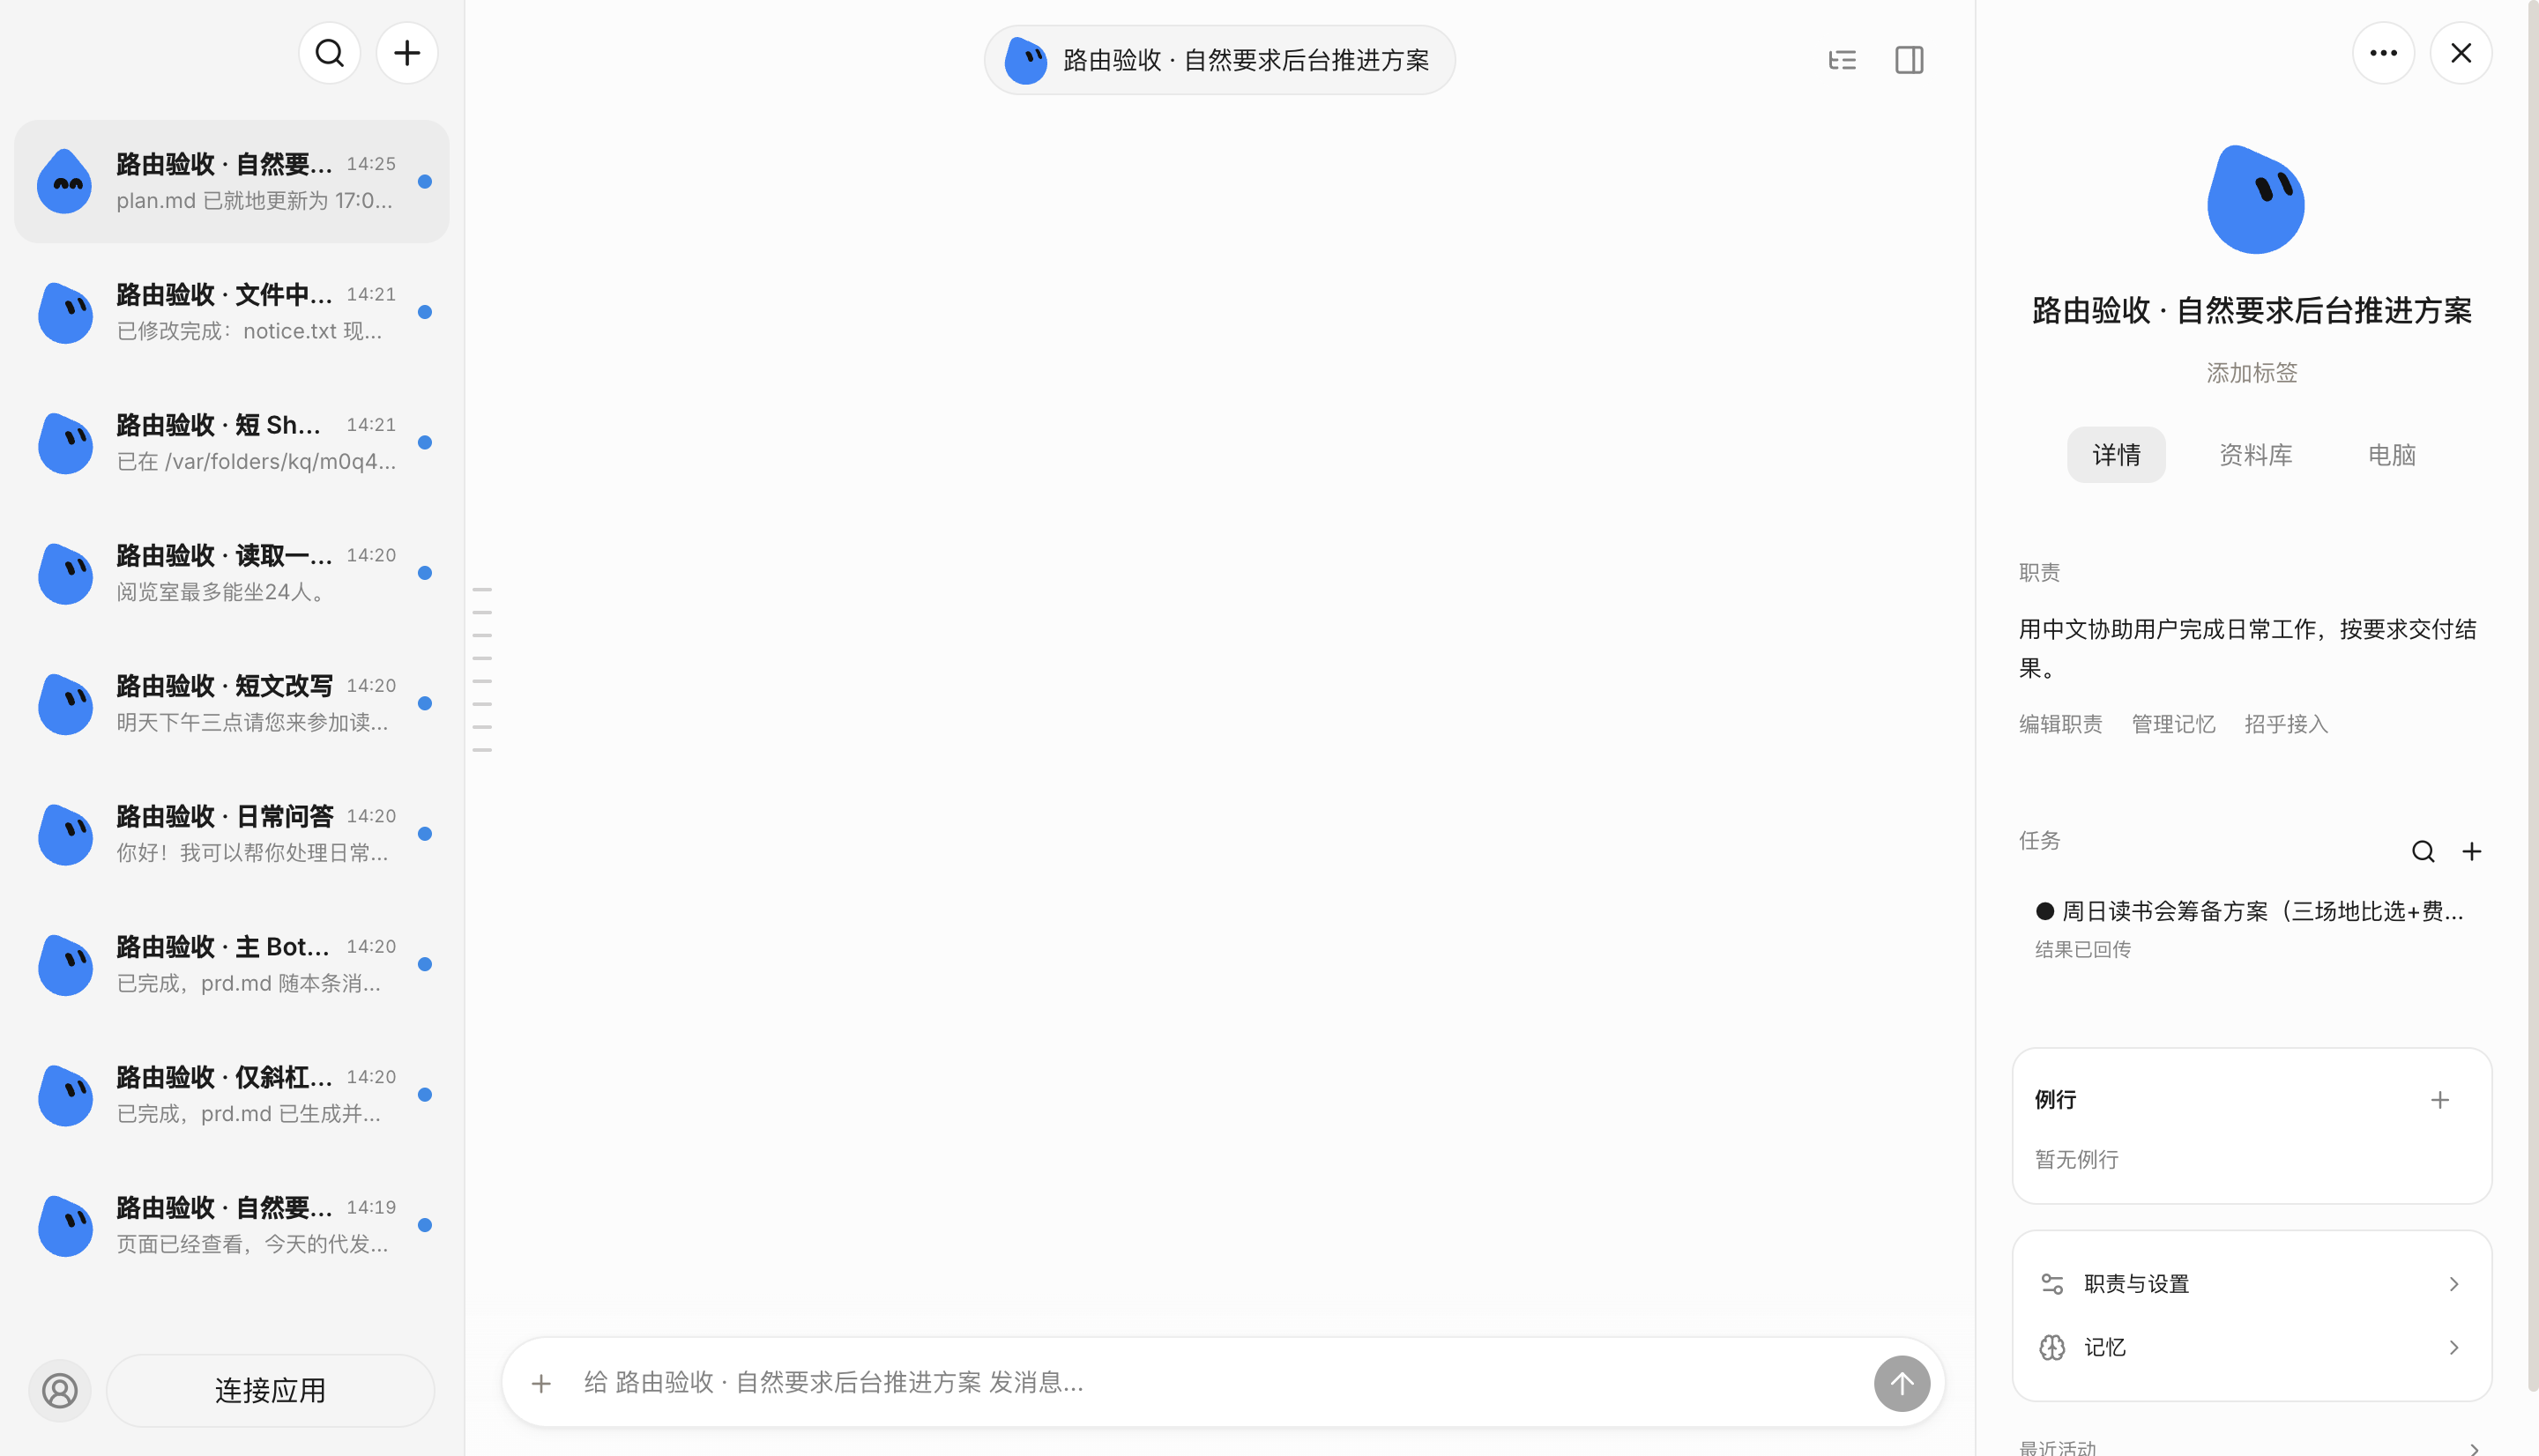 路由验收 · 自然要... 14:25
plan.md 已就地更新为 17:0...
路由验收 · 文件中... 14:21
已修改完成：notice.txt 现...
路由验收 · 短 Sh... 14:21
已在 /var/folders/kq/m0q4...
路由验收 · 读取一... 14:20
阅览室最多能坐24人。
路由验收 · 短文改写 14:20
明天下午三点请您来参加读...
路由验收 · 日常问答 14:20
你好！我可以帮你处理日常...
路由验收 · 主 Bot... 14:20
已完成，prd.md 随本条消...
路由验收 · 仅斜杠... 14:20
已完成，prd.md 已生成并...
路由验收 · 自然要... 14:19
页面已经查看，今天的代发...
连接应用
路由验收 · 自然要求后台推进方案
给 路由验收 · 自然要求后台推进方案 发消息...
路由验收 · 自然要求后台推进方案
添加标签
详情 资料库 电脑
职责
用中文协助用户完成日常工作，按要求交付结
果。
编辑职责 管理记忆 招乎接入
任务
周日读书会筹备方案（三场地比选+费...
结果已回传
例行
暂无例行
职责与设置
记忆
最近活动